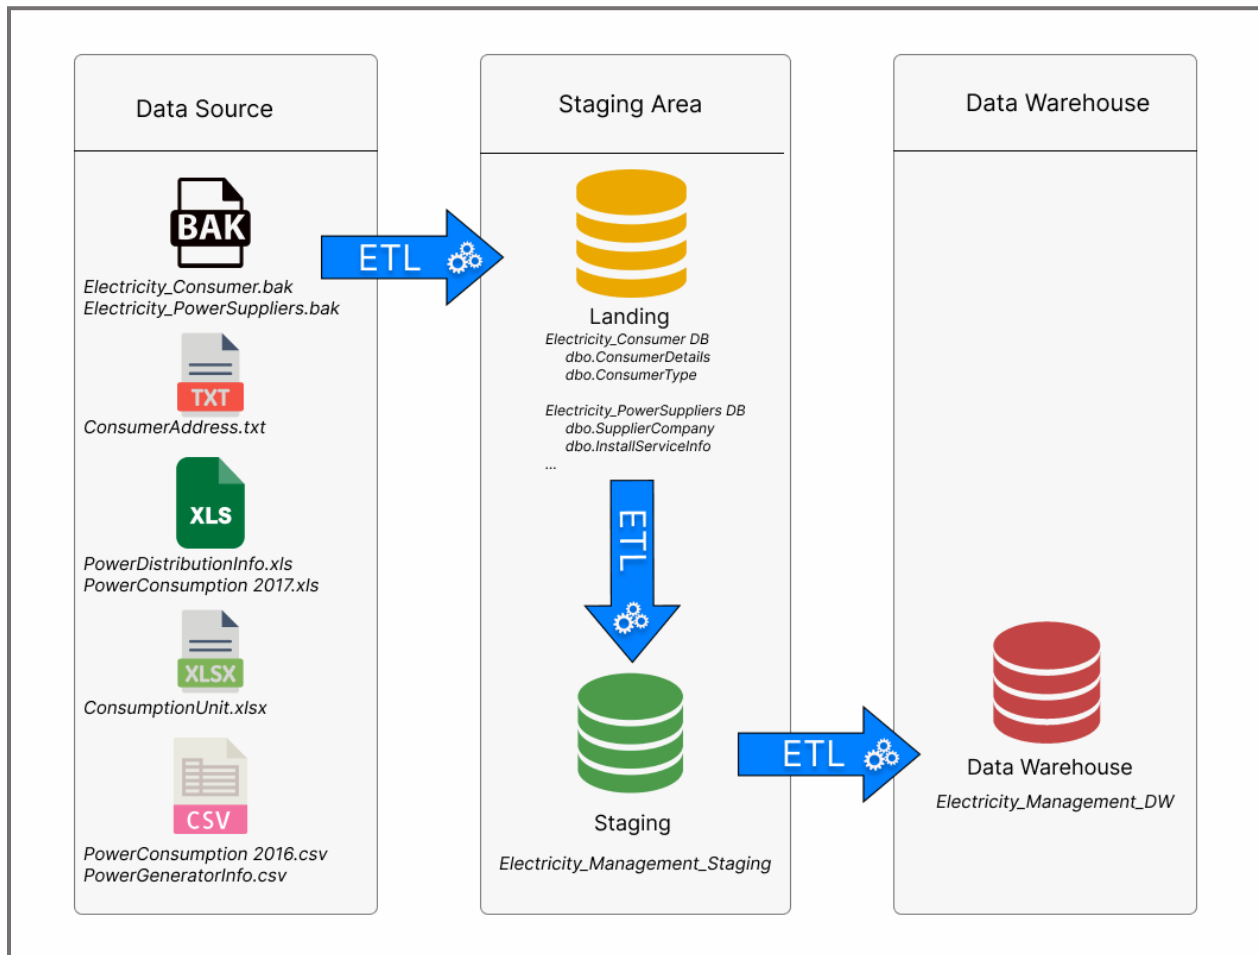 Data Source
BAK
Electricity_Consumer.bak
Electricity_PowerSuppliers.bak
TXT
ConsumerAddress.txt
XLS
PowerDistributionInfo.xls
PowerConsumption 2017.xls
XLSX
ConsumptionUnit.xlsx
CSV
PowerConsumption 2016.csv
PowerGeneratorInfo.csv
ETL
Staging Area
Landing
Electricity_Consumer DB
dbo.ConsumerDetails
dbo.ConsumerType
Electricity_PowerSuppliers DB
dbo.SupplierCompany
dbo.InstallServiceInfo
...
ETL
Staging
Electricity_Management_Staging
ETL
Data Warehouse
Data Warehouse
Electricity_Management_DW